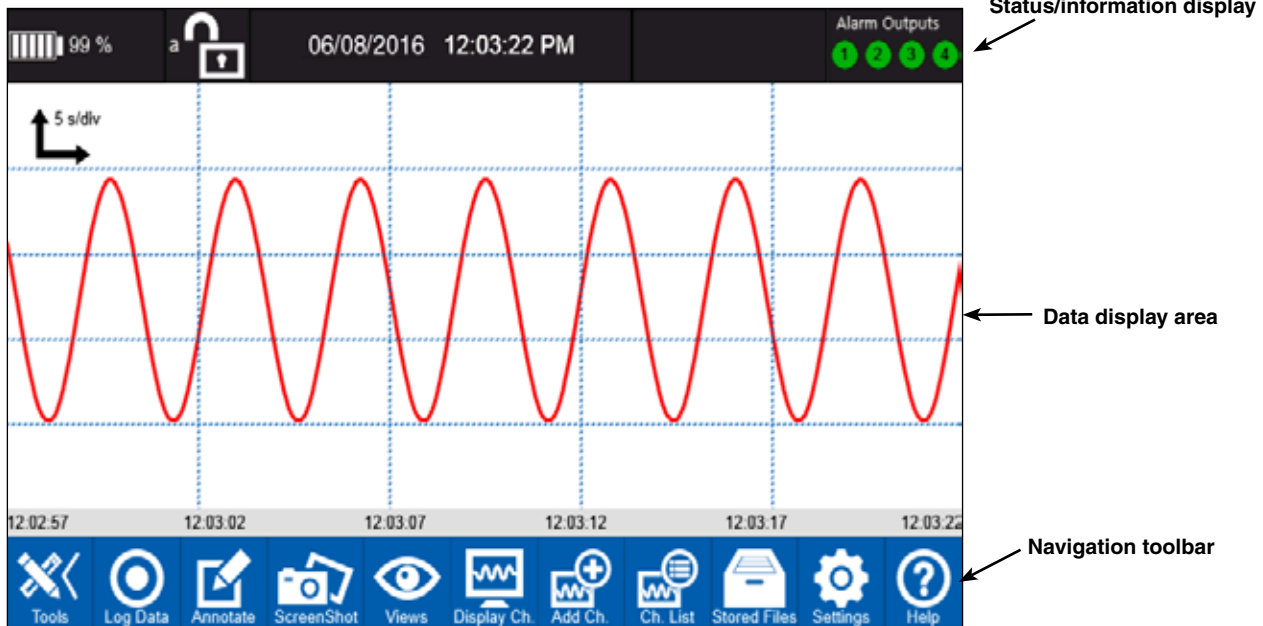 Status/information display
99 % a 06/08/2016 12:03:22 PM Alarm Outputs
1 2 3 4
5 s/div
Data display area
12:02:57 12:03:02 12:03:07 12:03:12 12:03:17 12:03:22
Navigation toolbar
Tools Log Data Annotate ScreenShot Views Display Ch. Add Ch. Ch. List Stored Files Settings Help